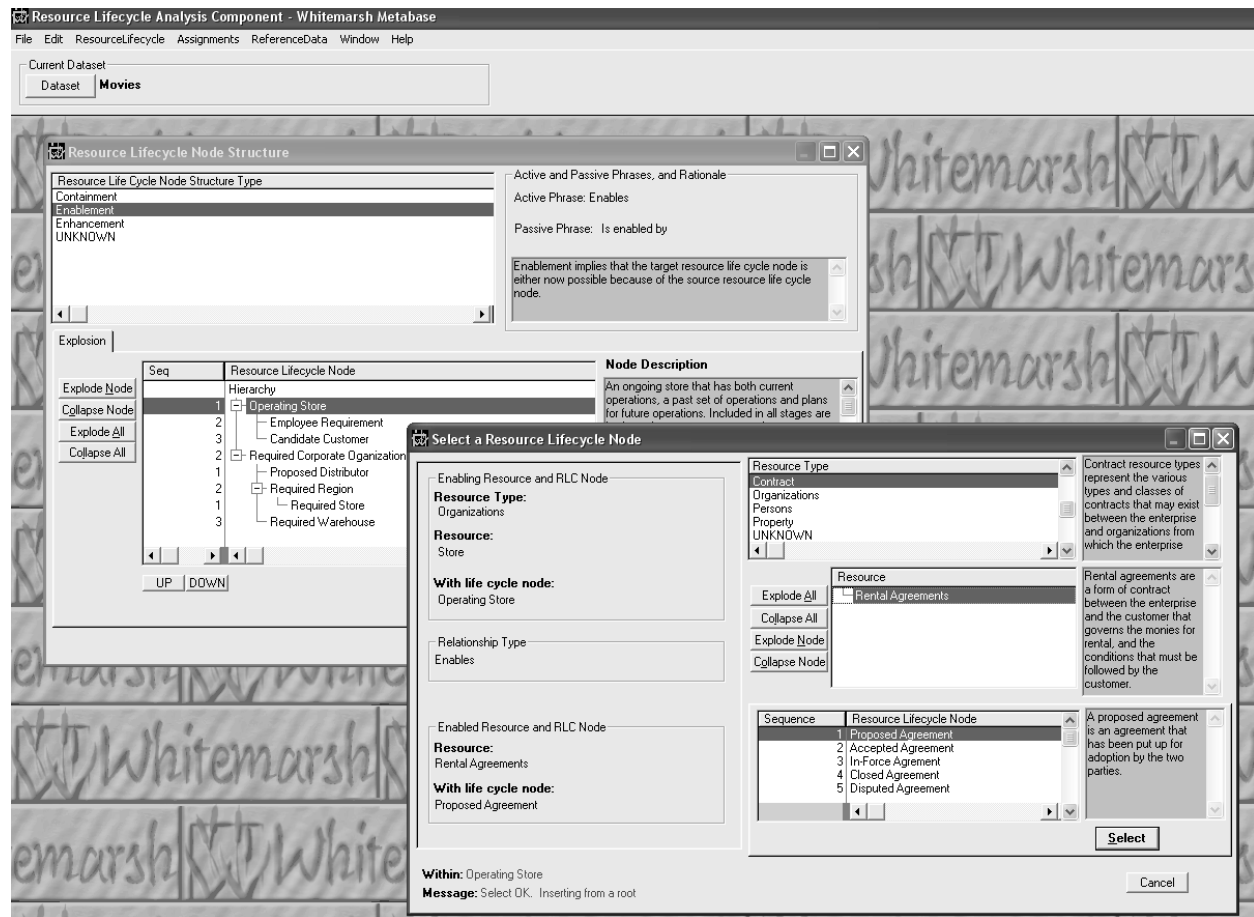 Resource Lifecycle Analysis Component - Whitemarsh Metabase
File Edit ResourceLifecycle Assignments ReferenceData Window Help
Current Dataset
Dataset Movies
Resource Lifecycle Node Structure
Resource Life Cycle Node Structure Type
Containment
Enablement
Enhancement
UNKNOWN
Active and Passive Phrases, and Rationale
Active Phrase: Enables
Passive Phrase: Is enabled by
Enablement implies that the target resource life cycle node is
either now possible because of the source resource life cycle
node.
Explosion
Explode Node
Collapse Node
Explode All
Collapse All
Seq Resource Lifecycle Node
Hierarchy
1 Operating Store
2 Employee Requirement
3 Candidate Customer
2 Required Corporate Oganization
1 Proposed Distributor
2 Required Region
1 Required Store
3 Required Warehouse
UP DOWN
Node Description
An ongoing store that has both current
operations, a past set of operations and plans
for future operations. Included in all stages are
Select a Resource Lifecycle Node
Enabling Resource and RLC Node
Resource Type:
Organizations
Resource:
Store
With life cycle node:
Operating Store
Relationship Type
Enables
Enabled Resource and RLC Node
Resource:
Rental Agreements
With life cycle node:
Proposed Agreement
Resource Type
Contract
Organizations
Persons
Property
UNKNOWN
Contract resource types
represent the various
types and classes of
contracts that may exist
between the enterprise
and organizations from
which the enterprise
Explode All
Collapse All
Explode Node
Collapse Node
Resource
Rental Agreements
Rental agreements are
a form of contract
between the enterprise
and the customer that
governs the monies for
rental, and the
conditions that must be
followed by the
customer.
Sequence Resource Lifecycle Node
1 Proposed Agreement
2 Accepted Agreement
3 In-Force Agreement
4 Closed Agreement
5 Disputed Agreement
A proposed agreement
is an agreement that
has been put up for
adoption by the two
parties.
Select
Within: Operating Store
Message: Select OK. Inserting from a root
Cancel
Whitemarsh
Whitemarsh
Whitemarsh
Whitemarsh